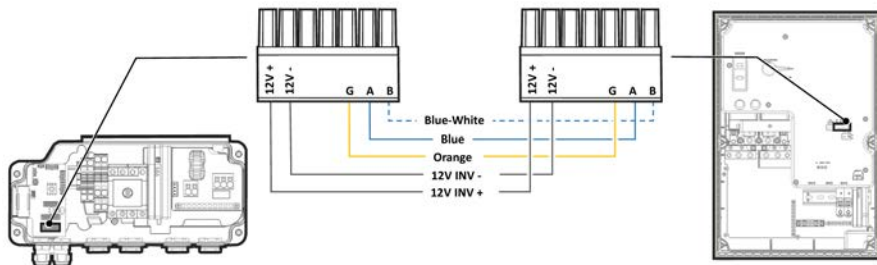 12V +
12V -
G A B
12V +
12V -
G A B
Blue-White
Blue
Orange
12V INV -
12V INV +